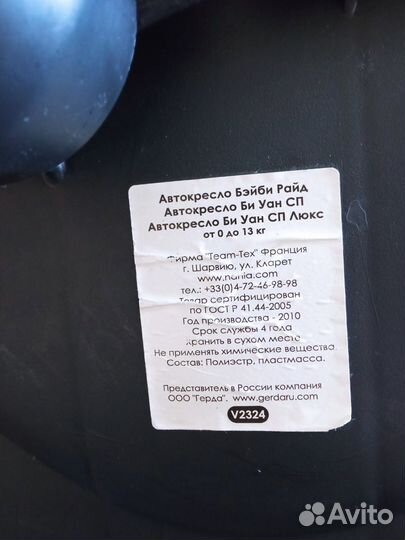 Автокресло Бэйби Райд
Автокресло Би Уан СП
Автокресло Би Уан СП Люкс
от 0 до 13 кг
Фирма "Team-Tex" Франция
г. Шарвию, ул. Кларет
www.nania.com
тел.: +33(0)4-72-46-98-98
Товар сертифицирован
по ГОСТ Р 41.44-2005
Год производства - 2010
Срок службы 4 года
хранить в сухом месте
Не применять химические вещества
Состав: Полиэстр, пластмасса.
Представитель в России компания
ООО "Герда". www.gerdaru.com
V2324
Avito